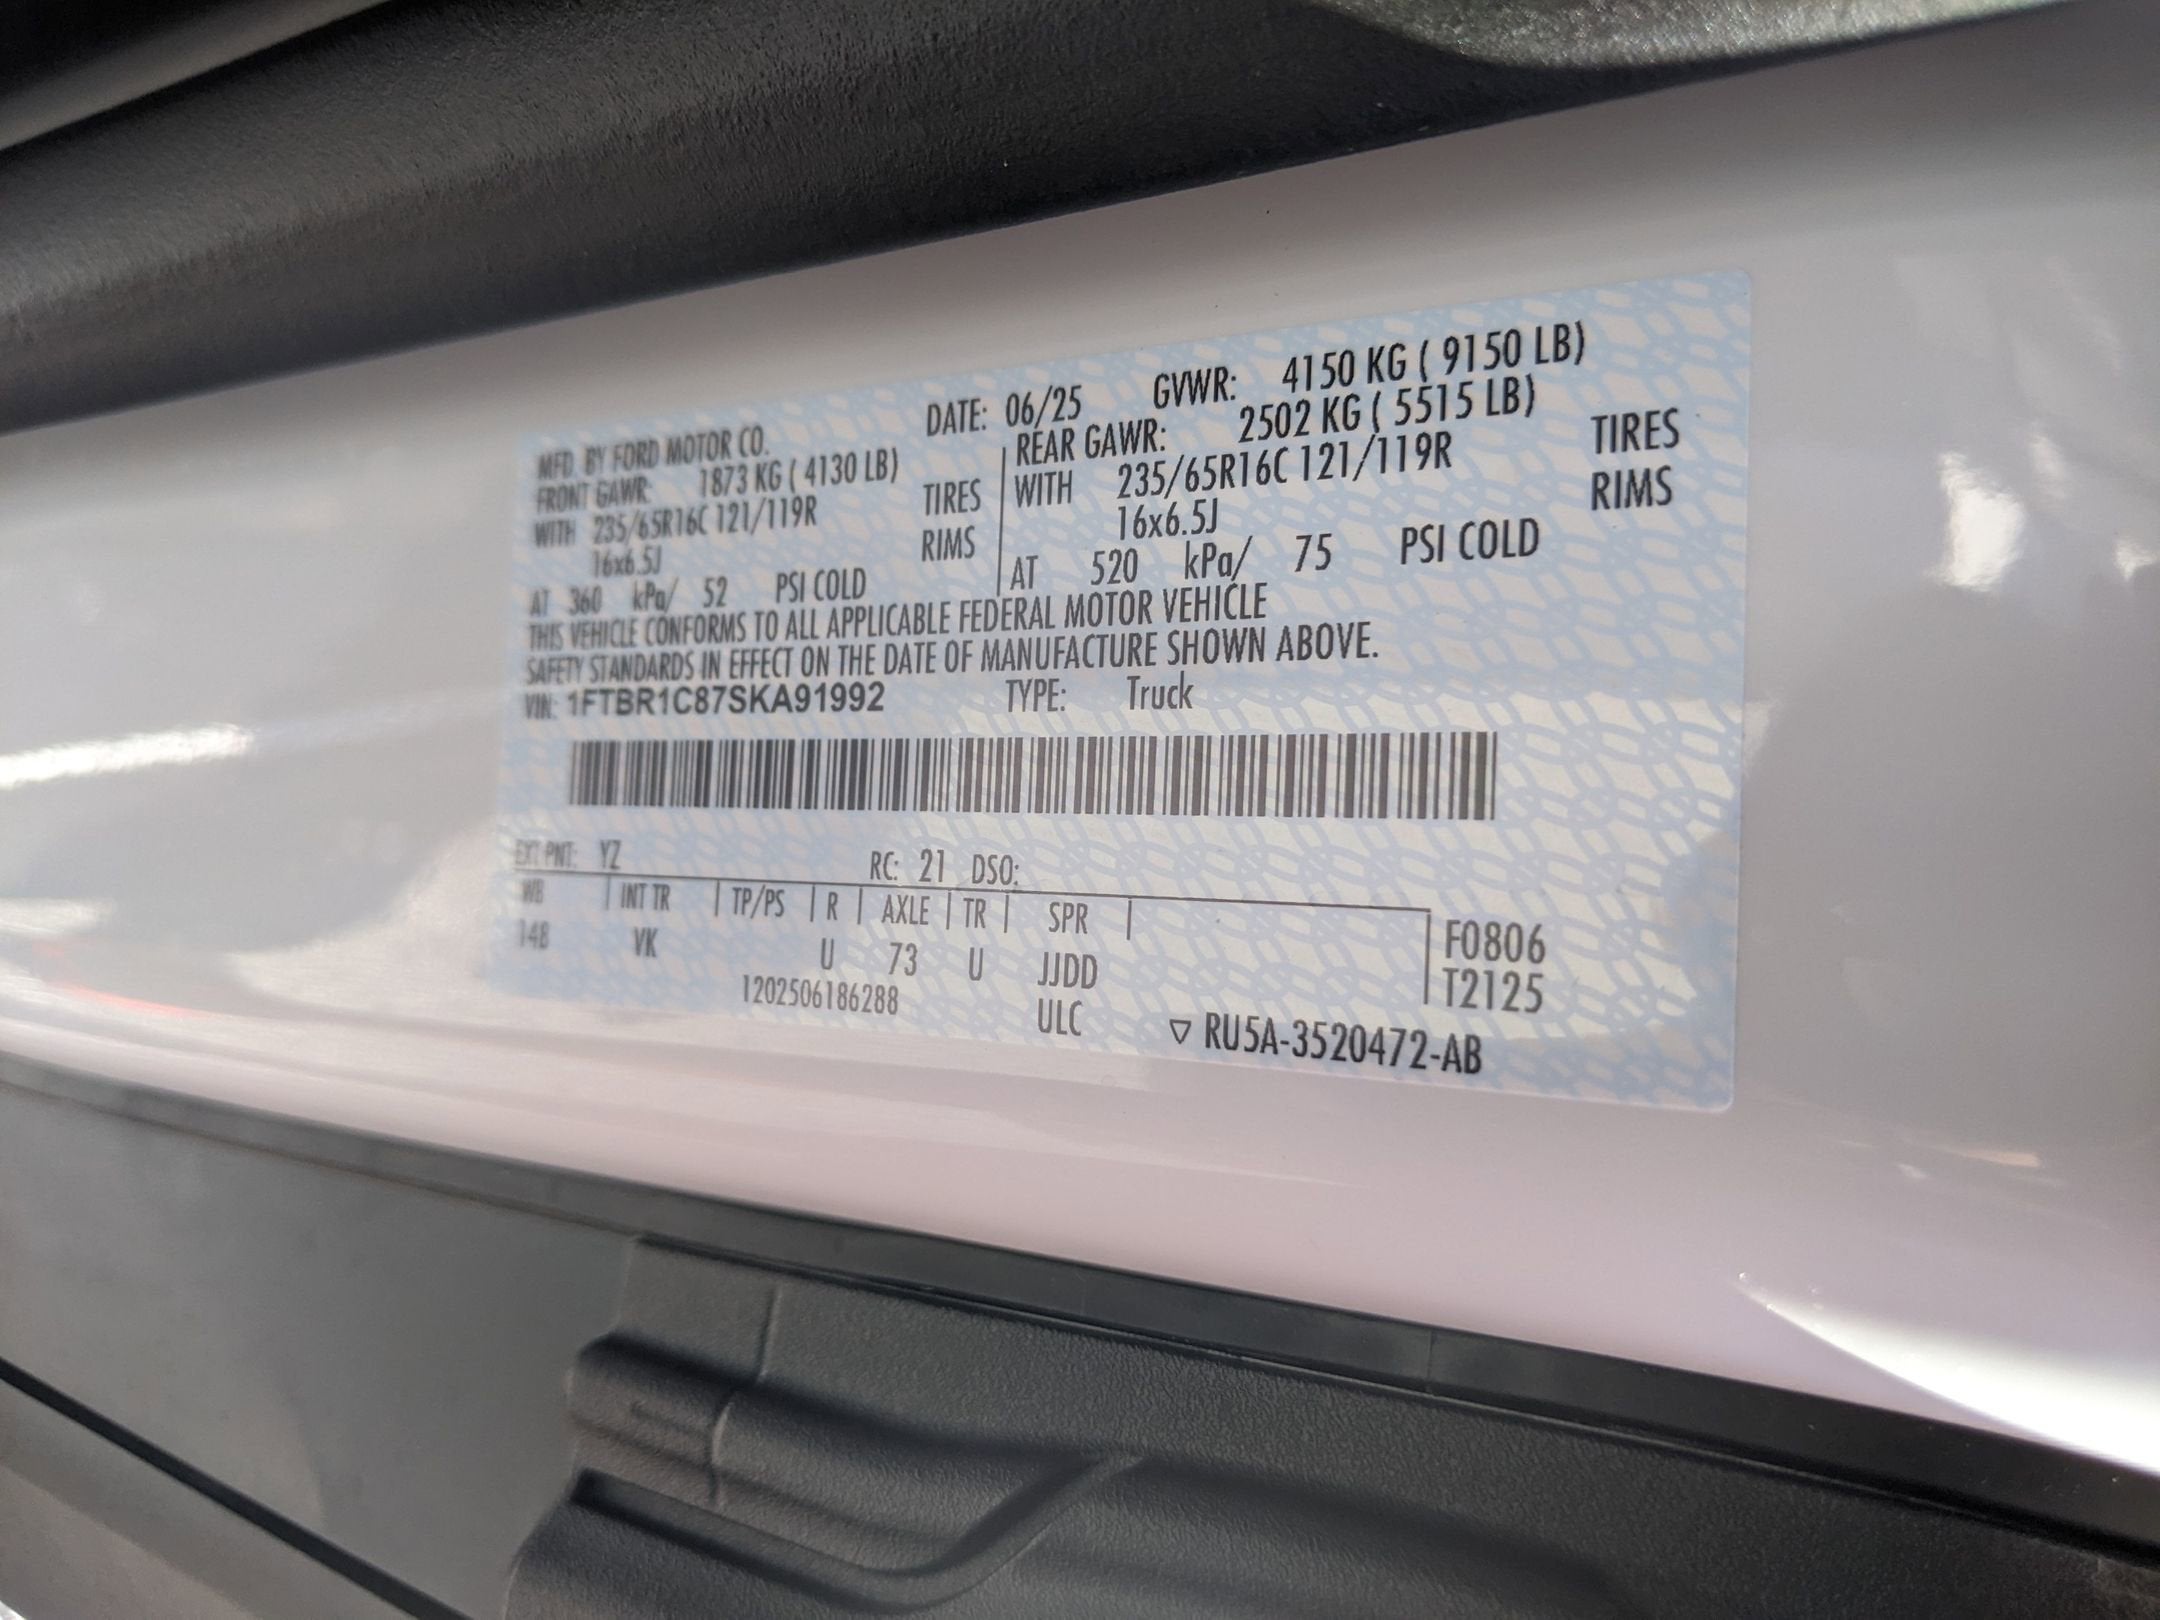 MFD. BY FORD MOTOR CO. DATE: 06/25 GVWR: 4150 KG ( 9150 LB)
FRONT GAWR: 1873 KG ( 4130 LB) REAR GAWR: 2502 KG ( 5515 LB)
WITH 235/65R16C 121/119R TIRES WITH 235/65R16C 121/119R TIRES
16x6.5J RIMS 16x6.5J RIMS
AT 360 kPa/ 52 PSI COLD AT 520 kPa/ 75 PSI COLD
THIS VEHICLE CONFORMS TO ALL APPLICABLE FEDERAL MOTOR VEHICLE
SAFETY STANDARDS IN EFFECT ON THE DATE OF MANUFACTURE SHOWN ABOVE.
VIN: 1FTBR1C87SKA91992 TYPE: Truck
EXT PNT: YZ RC: 21 DSO:
WB | INT TR | TP/PS | R | AXLE | TR | SPR | F0806
148 VK U 73 U JJDD T2125
1202506186288 ULC ▽ RU5A-3520472-AB